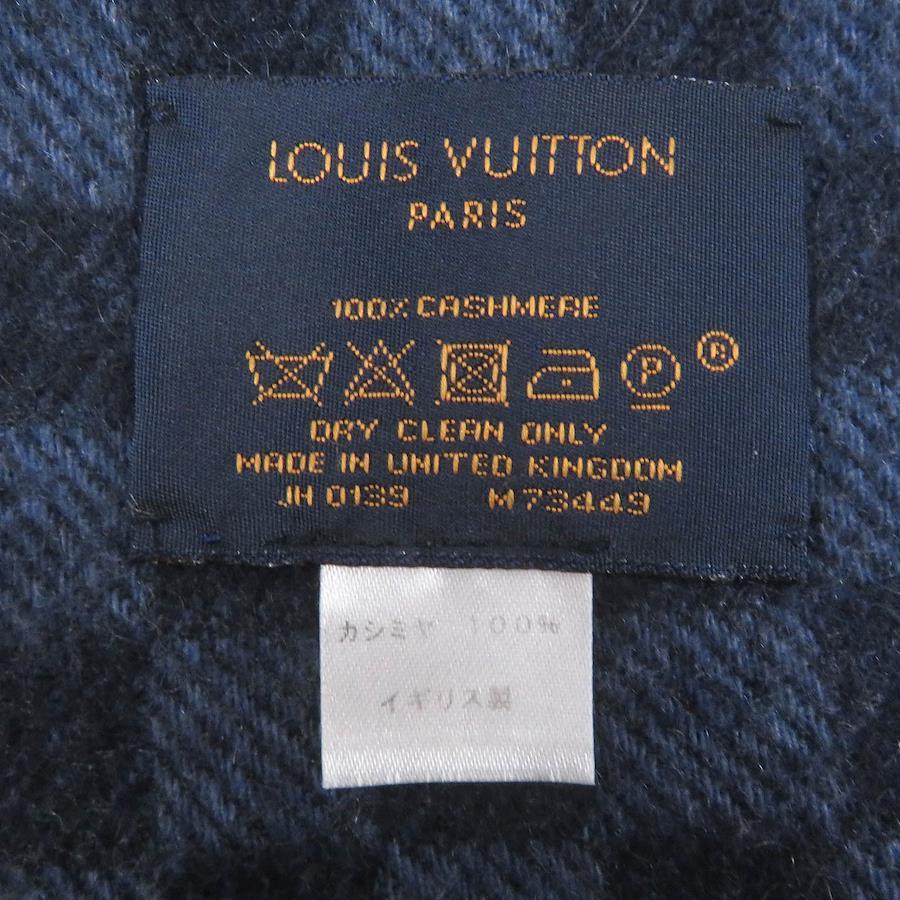 LOUIS VUITTON
PARIS
100% CASHMERE
P ®
DRY CLEAN ONLY
MADE IN UNITED KINGDOM
JH 0139 M73449
カシミヤ 100%
イギリス製